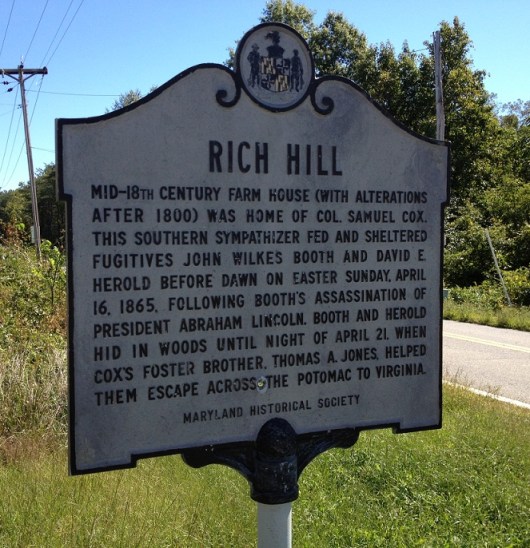 RICH HILL
MID-18TH CENTURY FARM HOUSE (WITH ALTERATIONS
AFTER 1800) WAS HOME OF COL. SAMUEL COX.
THIS SOUTHERN SYMPATHIZER FED AND SHELTERED
FUGITIVES JOHN WILKES BOOTH AND DAVID E.
HEROLD BEFORE DAWN ON EASTER SUNDAY, APRIL
16, 1865, FOLLOWING BOOTH'S ASSASSINATION OF
PRESIDENT ABRAHAM LINCOLN. BOOTH AND HEROLD
HID IN WOODS UNTIL NIGHT OF APRIL 21, WHEN
COX'S FOSTER BROTHER, THOMAS A. JONES, HELPED
THEM ESCAPE ACROSS THE POTOMAC TO VIRGINIA.
MARYLAND HISTORICAL SOCIETY